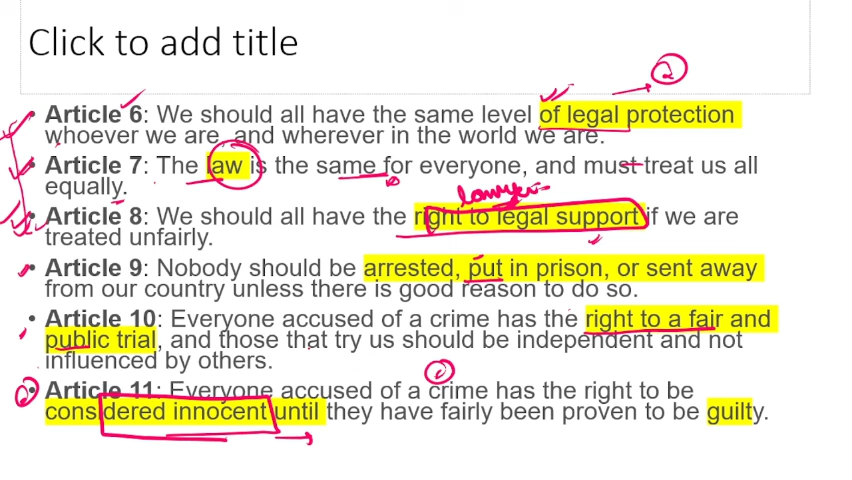 Click to add title
2
• Article 6: We should all have the same level of legal protection
whoever we are, and wherever in the world we are.
• Article 7: The law is the same for everyone, and must treat us all
equally.
lawyer
• Article 8: We should all have the right to legal support if we are
treated unfairly.
• Article 9: Nobody should be arrested, put in prison, or sent away
from our country unless there is good reason to do so.
• Article 10: Everyone accused of a crime has the right to a fair and
public trial, and those that try us should be independent and not
influenced by others.
• Article 11: Everyone accused of a crime has the right to be
considered innocent until they have fairly been proven to be guilty.